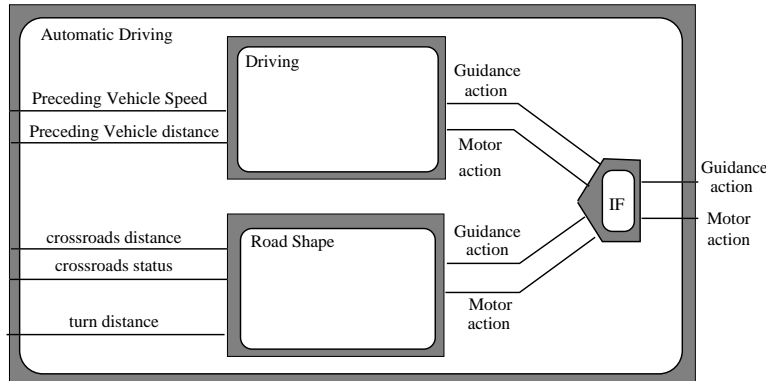 Automatic Driving
Driving
Preceding Vehicle Speed
Preceding Vehicle distance
Guidance
action
Motor
action
crossroads distance
crossroads status
turn distance
Road Shape
Guidance
action
Motor
action
IF
Guidance
action
Motor
action